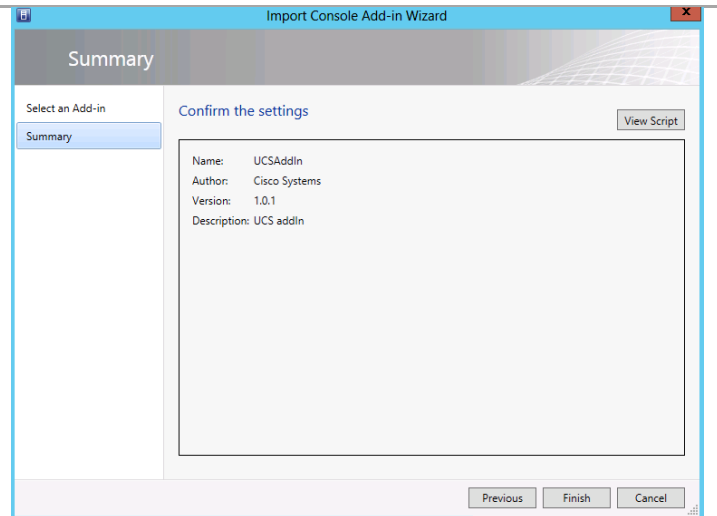 Import Console Add-in Wizard
x
Summary
Select an Add-in
Summary
Confirm the settings
View Script
Name: UCSAddIn
Author: Cisco Systems
Version: 1.0.1
Description: UCS addIn
Previous Finish Cancel